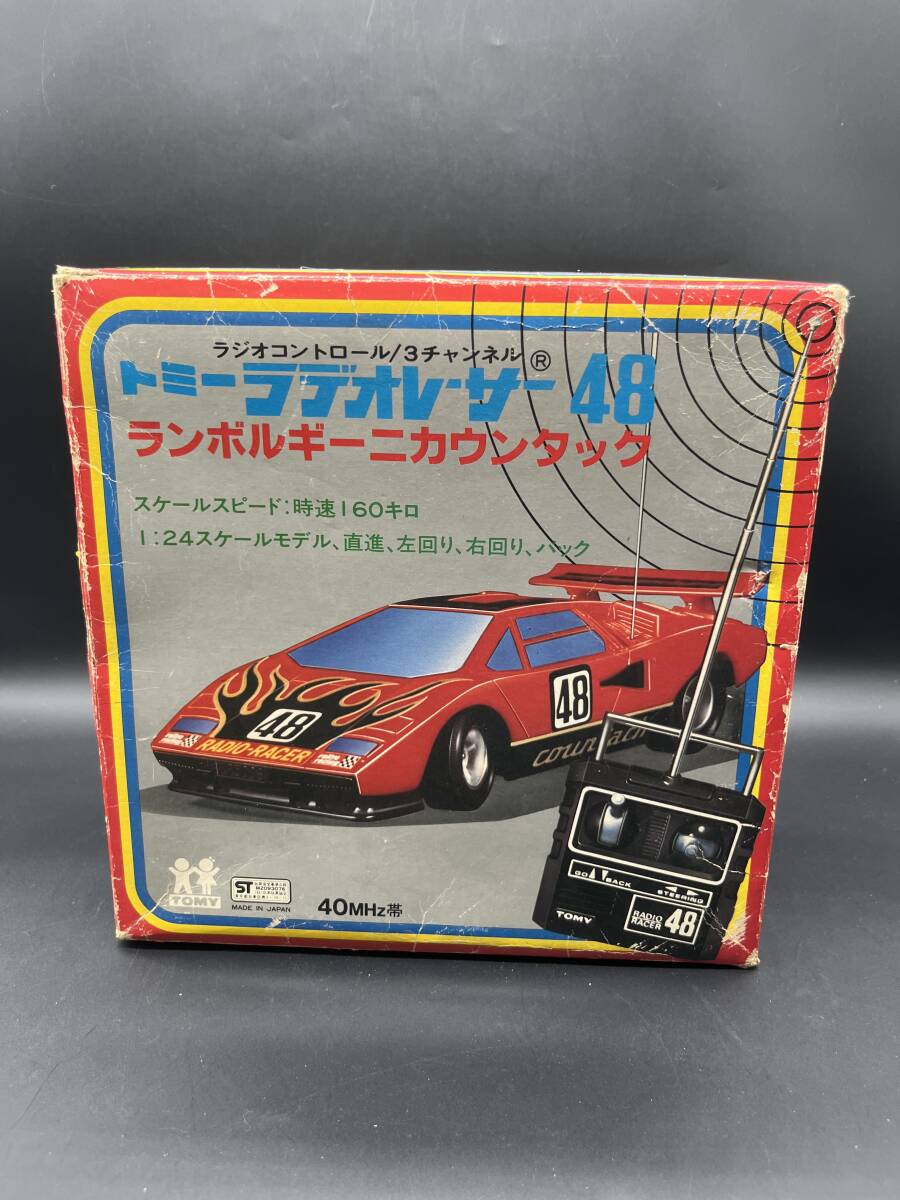 ラジオコントロール/3チャンネル
トミーラデオレーサー®48
ランボルギーニカウンタック
スケールスピード:時速160キロ
1:24スケールモデル、直進、左回り、右回り、バック
48
48
RADIO-RACER
countach
GO BACK
STEERING
TOMY
RADIO RACER 48
TOMY
ST
MADE IN JAPAN
40MHz帯